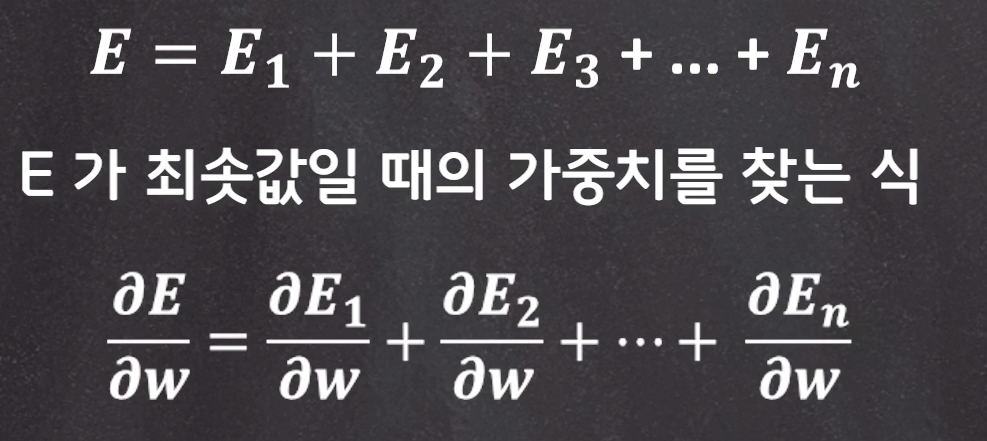 E = E₁ + E₂ + E₃ + ... + Eₙ
E 가 최솟값일 때의 가중치를 찾는 식
∂E/∂w = ∂E₁/∂w + ∂E₂/∂w + ⋯ + ∂Eₙ/∂w